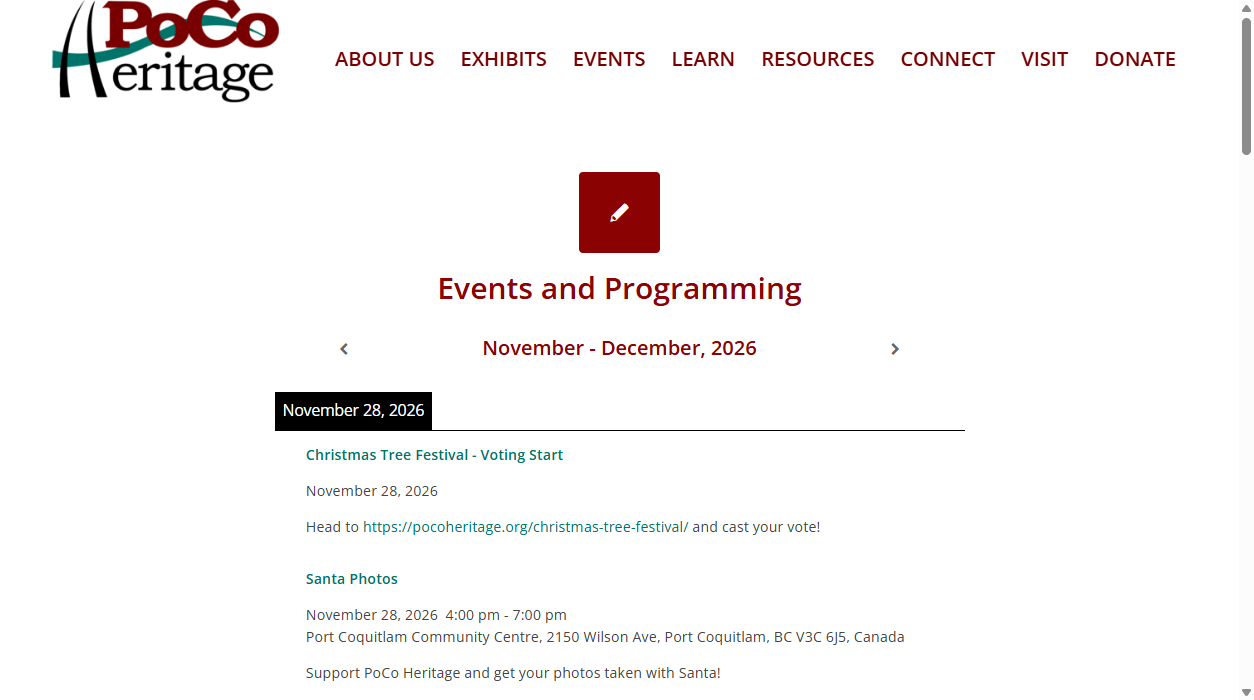 PoCo
Heritage
ABOUT US EXHIBITS EVENTS LEARN RESOURCES CONNECT VISIT DONATE
Events and Programming
November - December, 2026
November 28, 2026
Christmas Tree Festival - Voting Start
November 28, 2026
Head to https://pocoheritage.org/christmas-tree-festival/ and cast your vote!
Santa Photos
November 28, 2026 4:00 pm - 7:00 pm
Port Coquitlam Community Centre, 2150 Wilson Ave, Port Coquitlam, BC V3C 6J5, Canada
Support PoCo Heritage and get your photos taken with Santa!